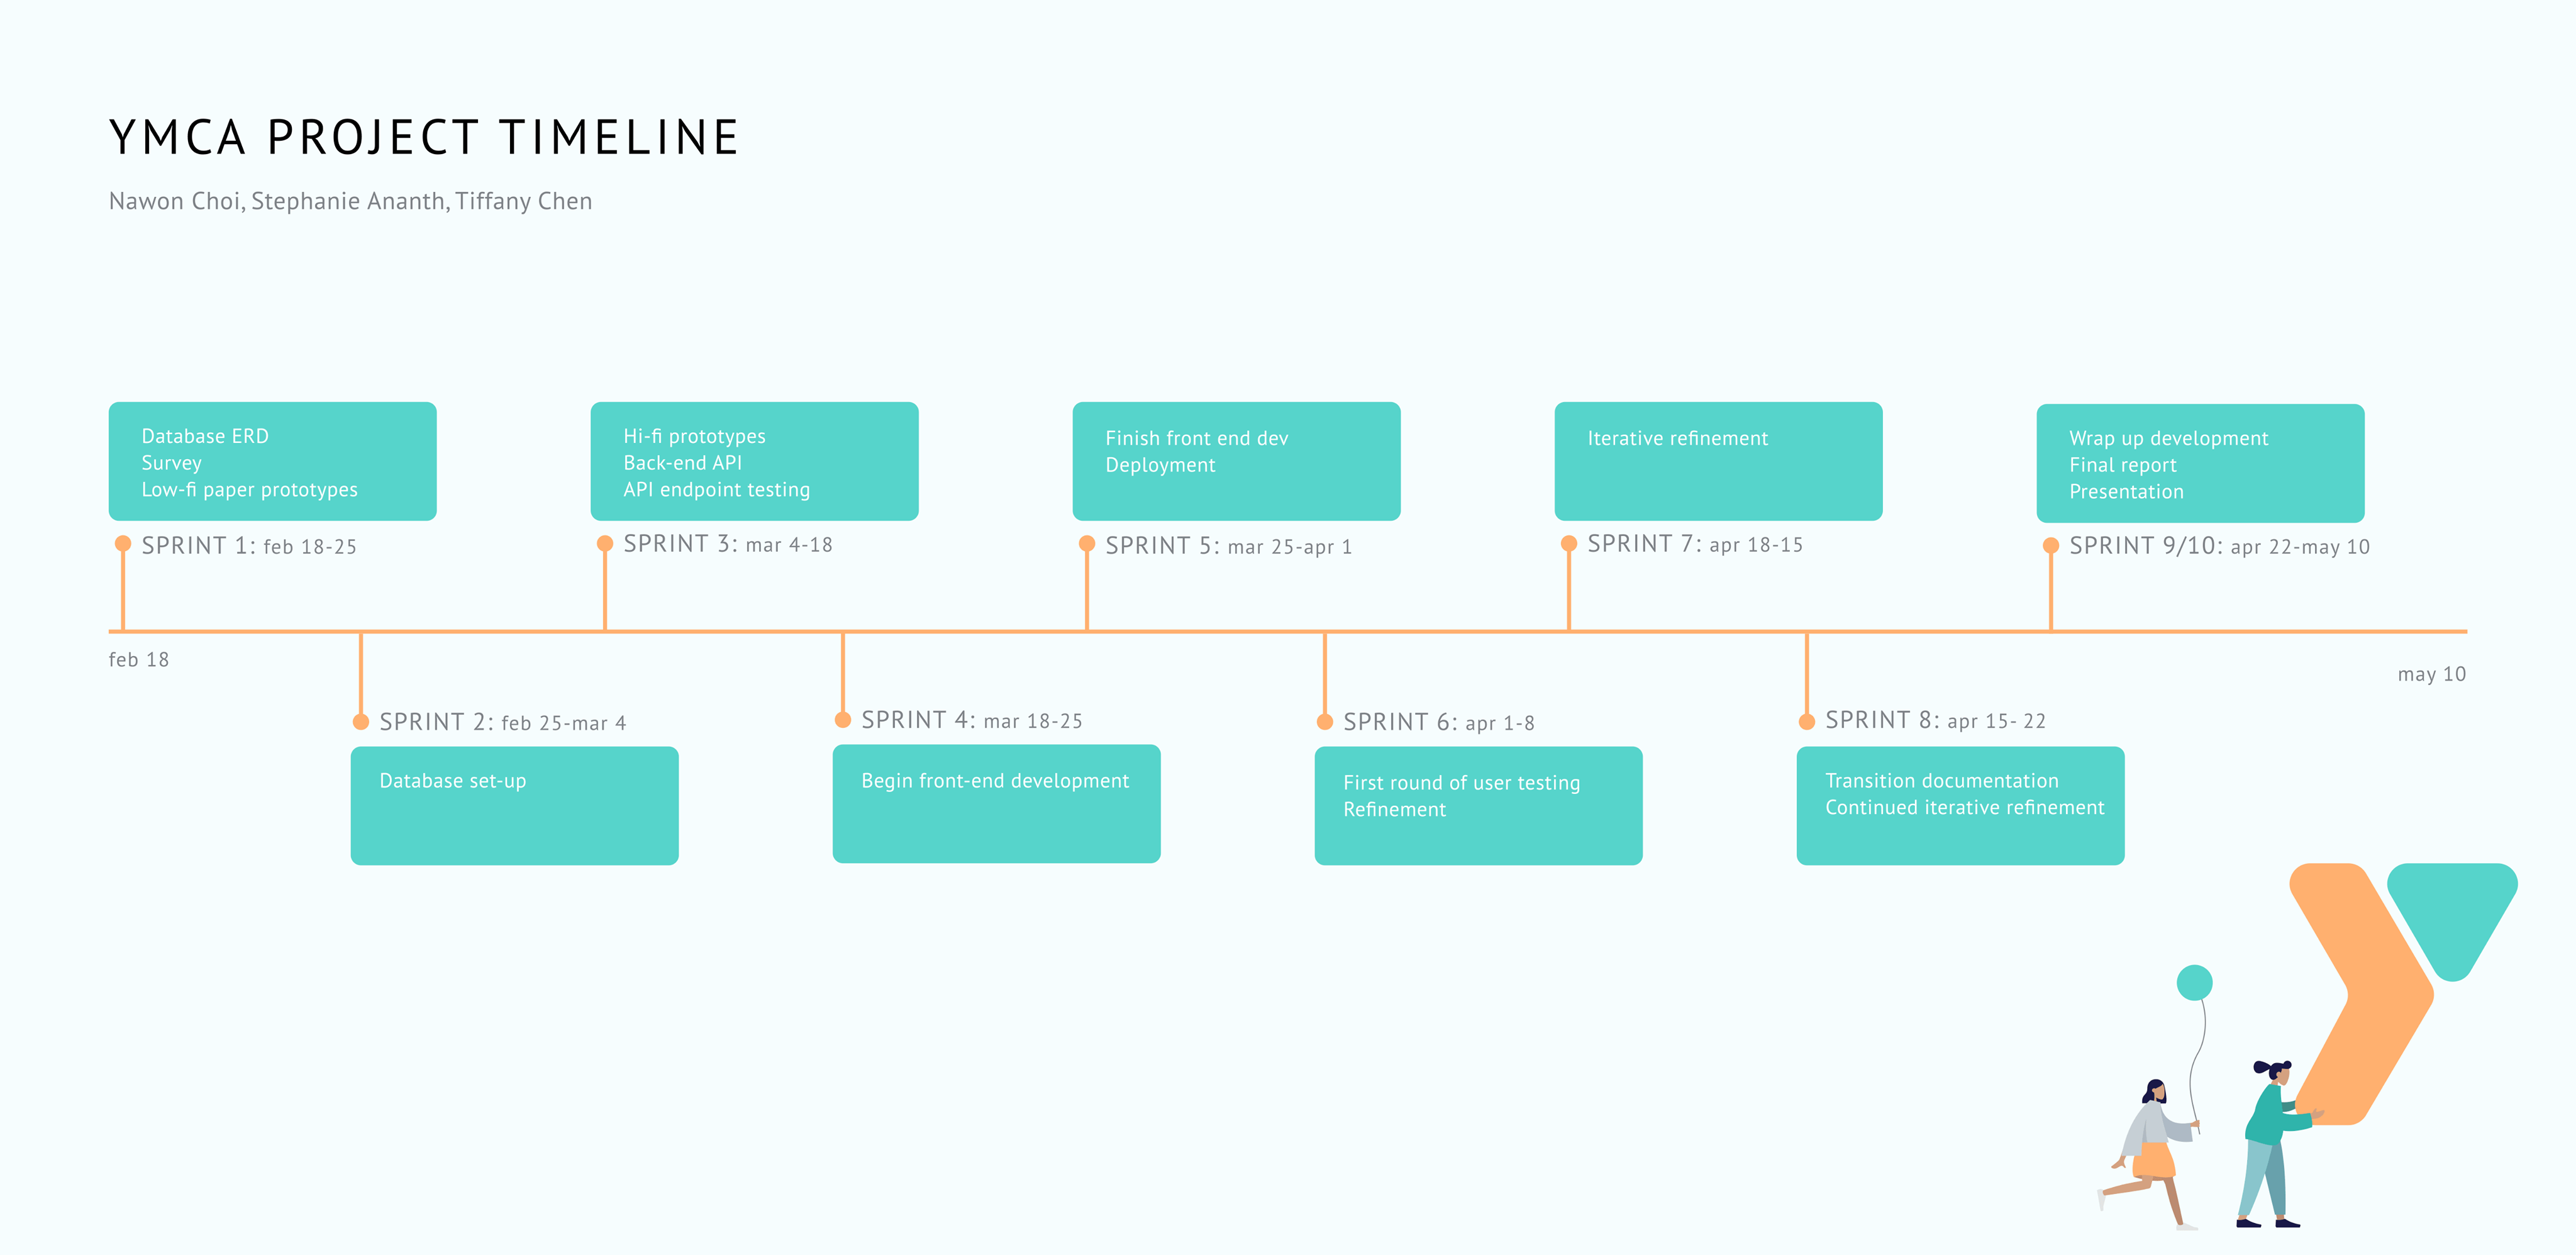 YMCA PROJECT TIMELINE
Nawon Choi, Stephanie Ananth, Tiffany Chen
Database ERD
Survey
Low-fi paper prototypes
SPRINT 1: feb 18-25
Hi-fi prototypes
Back-end API
API endpoint testing
SPRINT 3: mar 4-18
Finish front end dev
Deployment
SPRINT 5: mar 25-apr 1
Iterative refinement
SPRINT 7: apr 18-15
Wrap up development
Final report
Presentation
SPRINT 9/10: apr 22-may 10
feb 18
may 10
SPRINT 2: feb 25-mar 4
Database set-up
SPRINT 4: mar 18-25
Begin front-end development
SPRINT 6: apr 1-8
First round of user testing
Refinement
SPRINT 8: apr 15- 22
Transition documentation
Continued iterative refinement